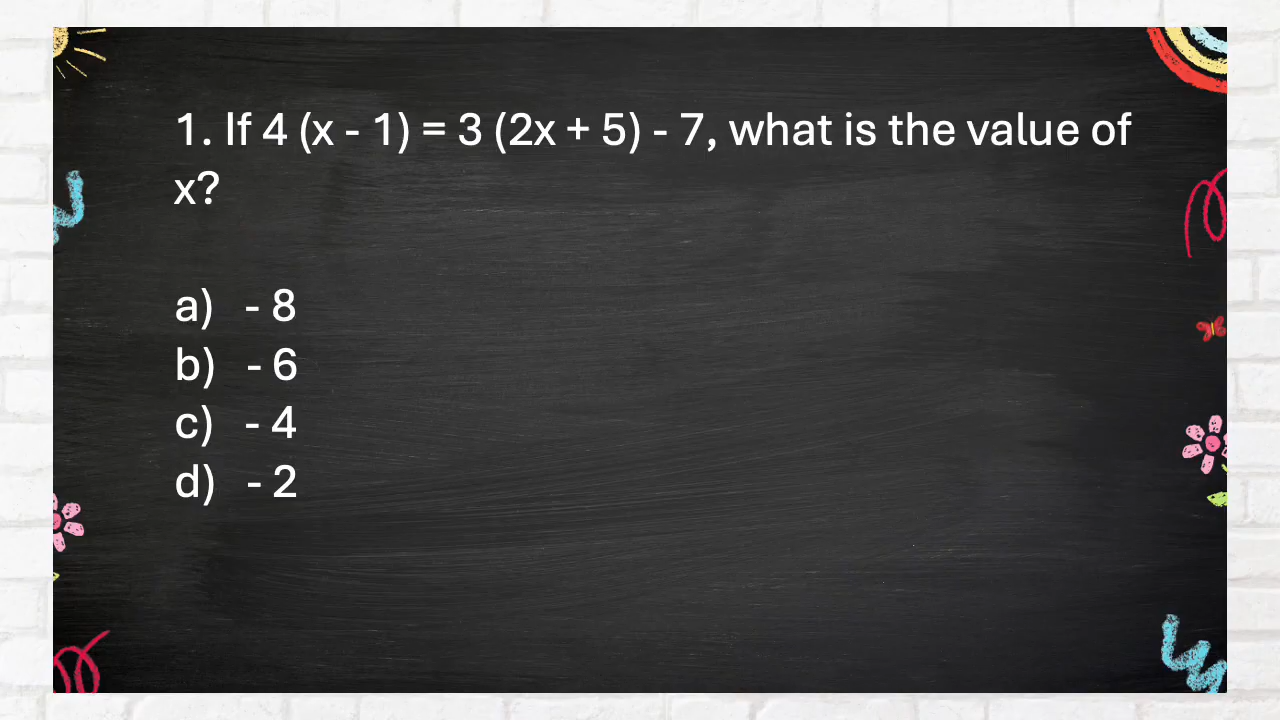 1. If 4 (x - 1) = 3 (2x + 5) - 7, what is the value of
x?
a) - 8
b) - 6
c) - 4
d) - 2